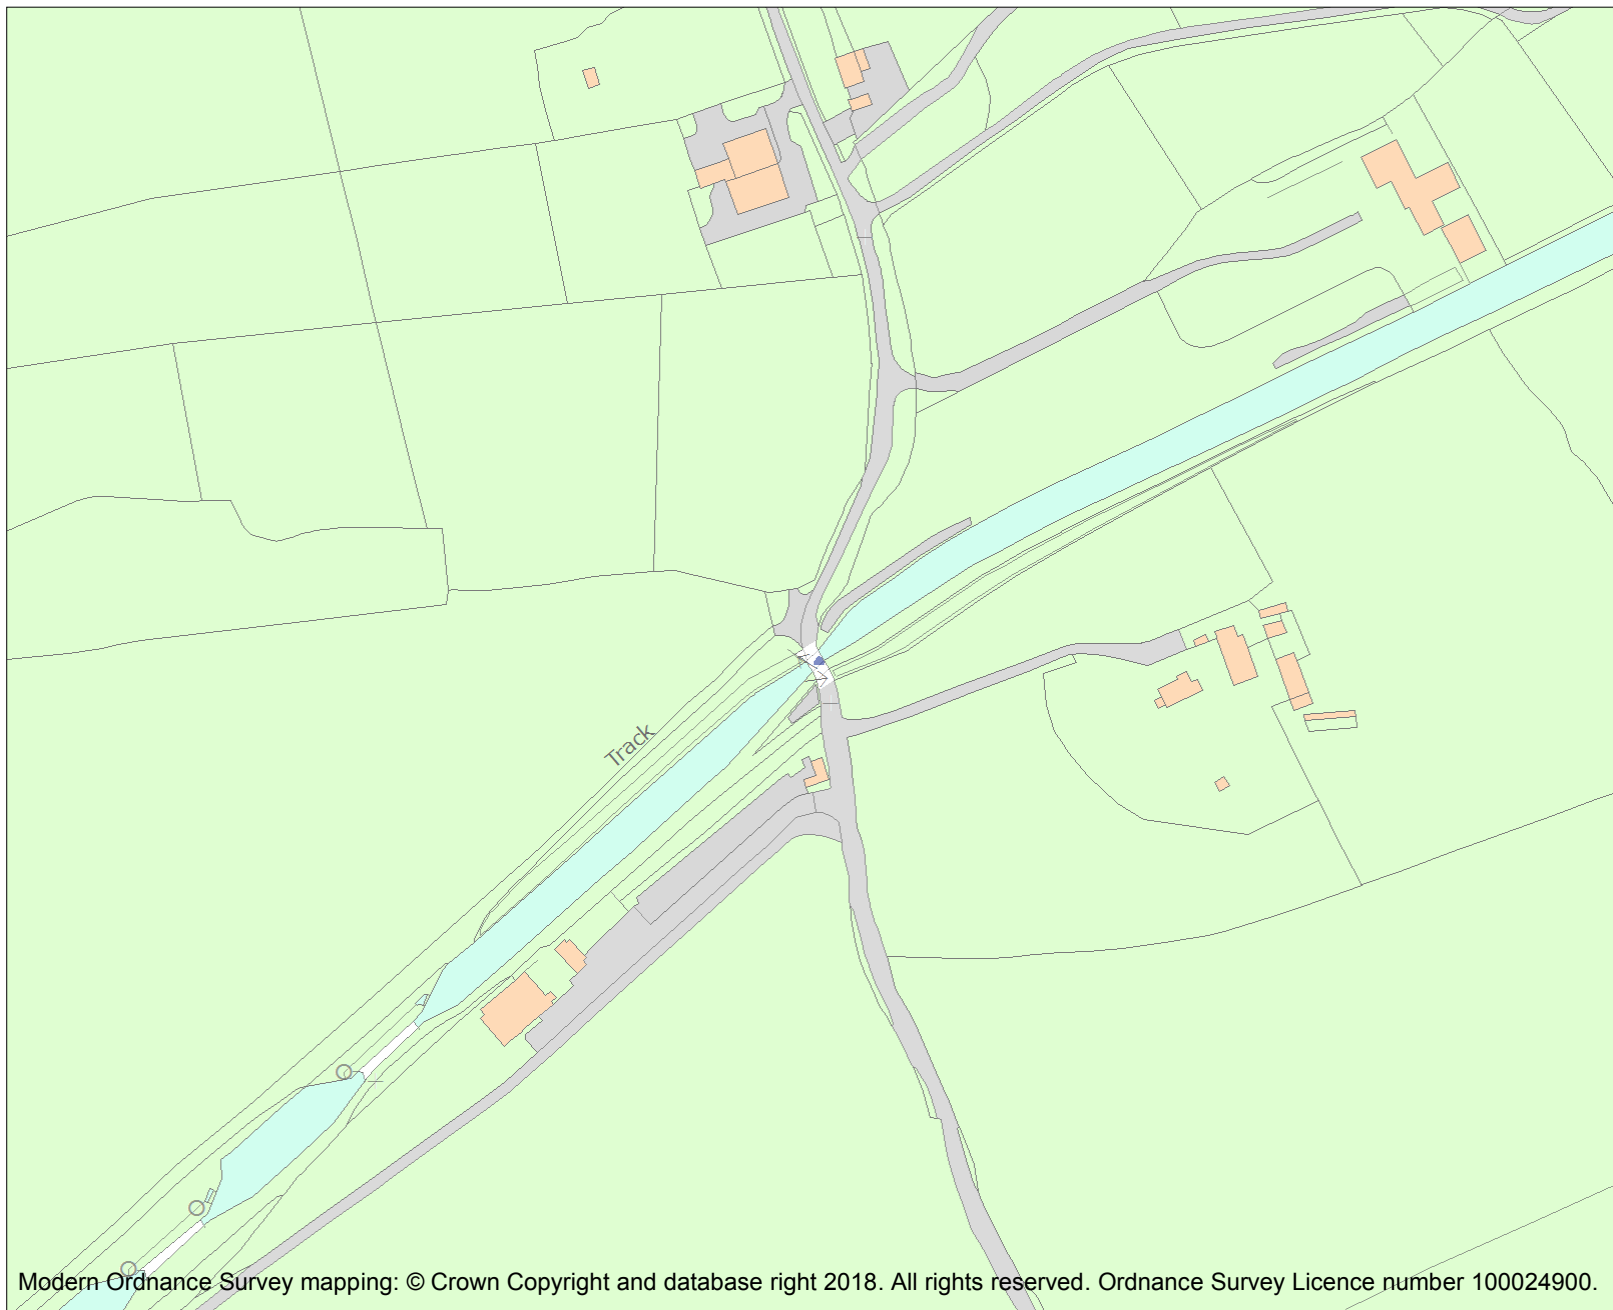 Track
Modern Ordnance Survey mapping: © Crown Copyright and database right 2018. All rights reserved. Ordnance Survey Licence number 100024900.